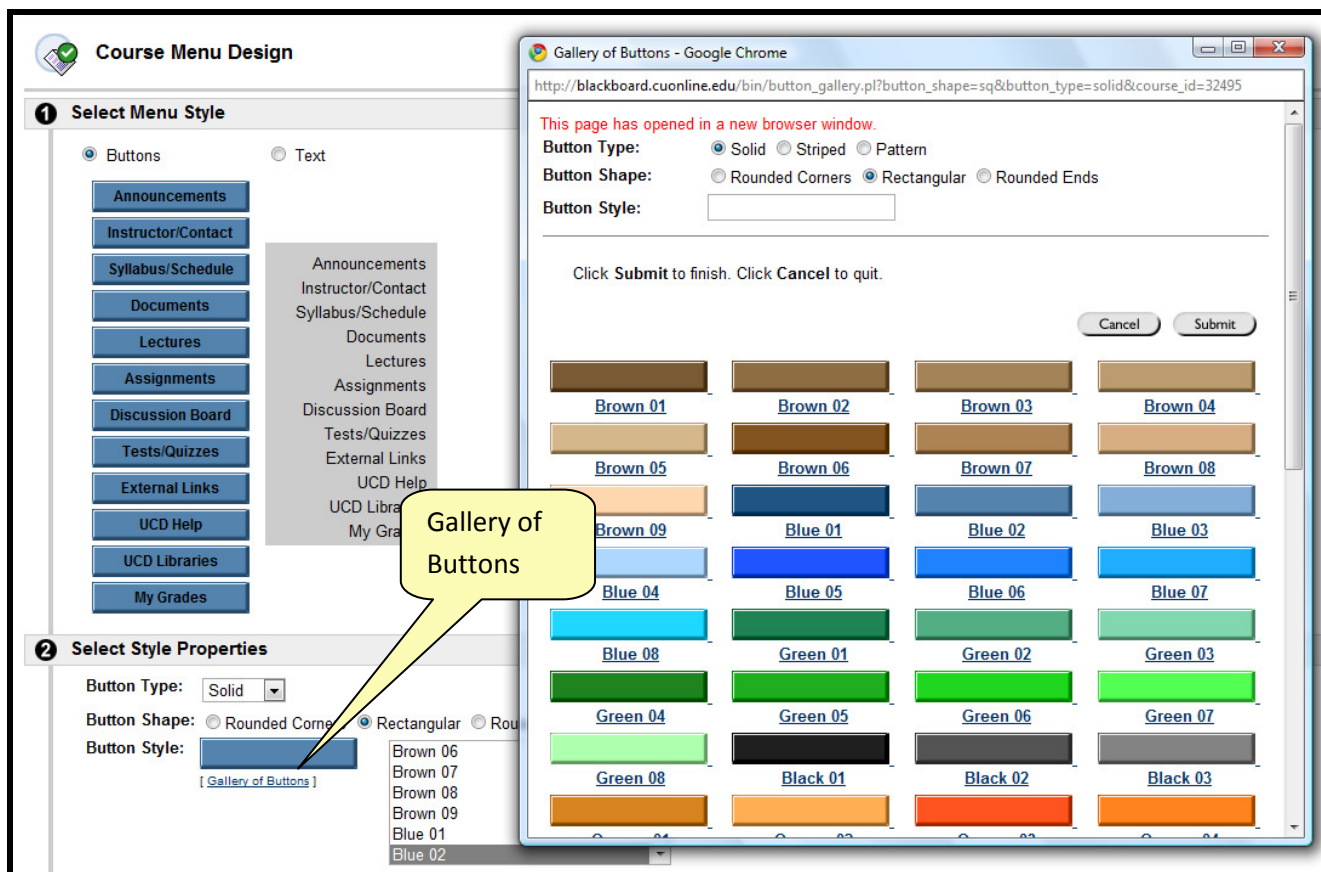 Course Menu Design
Select Menu Style
Buttons
Text
Announcements
Instructor/Contact
Syllabus/Schedule
Documents
Lectures
Assignments
Discussion Board
Tests/Quizzes
External Links
UCD Help
UCD Libraries
My Grades
Announcements
Instructor/Contact
Syllabus/Schedule
Documents
Lectures
Assignments
Discussion Board
Tests/Quizzes
External Links
UCD Help
UCD
My
Gallery of
Buttons
2 Select Style Properties
Button Type: Solid
Button Shape: Rounded Rectangular
Button Style:
[ Gallery of Buttons ]
Brown 06
Brown 07
Brown 08
Brown 09
Blue 01
Blue 02
Gallery of Buttons - Google Chrome
http://blackboard.cuonline.edu/bin/button_gallery.pl?button_shape=sq&button_type=solid&course_id=32495
This page has opened in a new browser window.
Button Type: Solid Striped Pattern
Button Shape: Rounded Corners Rectangular Rounded Ends
Button Style:
Click Submit to finish. Click Cancel to quit.
Cancel Submit
Brown 01 Brown 02 Brown 03 Brown 04
Brown 05 Brown 06 Brown 07 Brown 08
Brown 09 Blue 01 Blue 02 Blue 03
Blue 04 Blue 05 Blue 06 Blue 07
Blue 08 Green 01 Green 02 Green 03
Green 04 Green 05 Green 06 Green 07
Green 08 Black 01 Black 02 Black 03